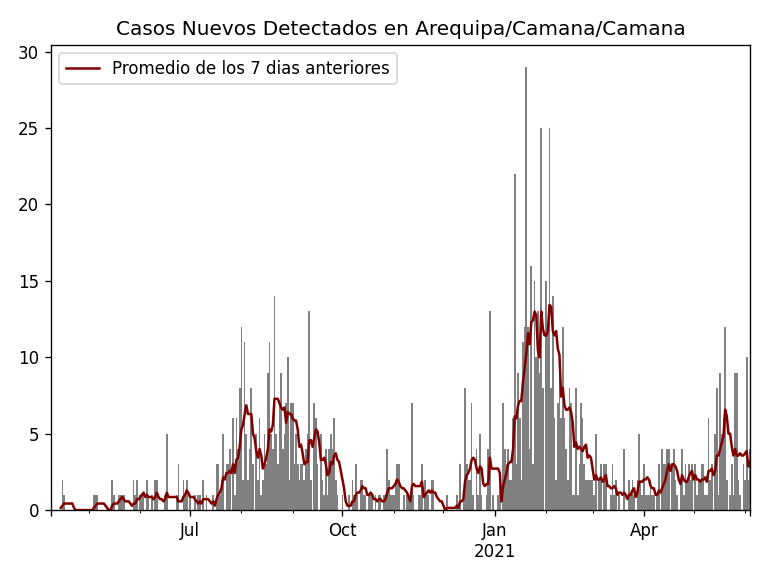 Casos Nuevos Detectados en Arequipa/Camana/Camana
Promedio de los 7 dias anteriores
30
25
20
15
10
5
0
Jul
Oct
Jan
2021
Apr